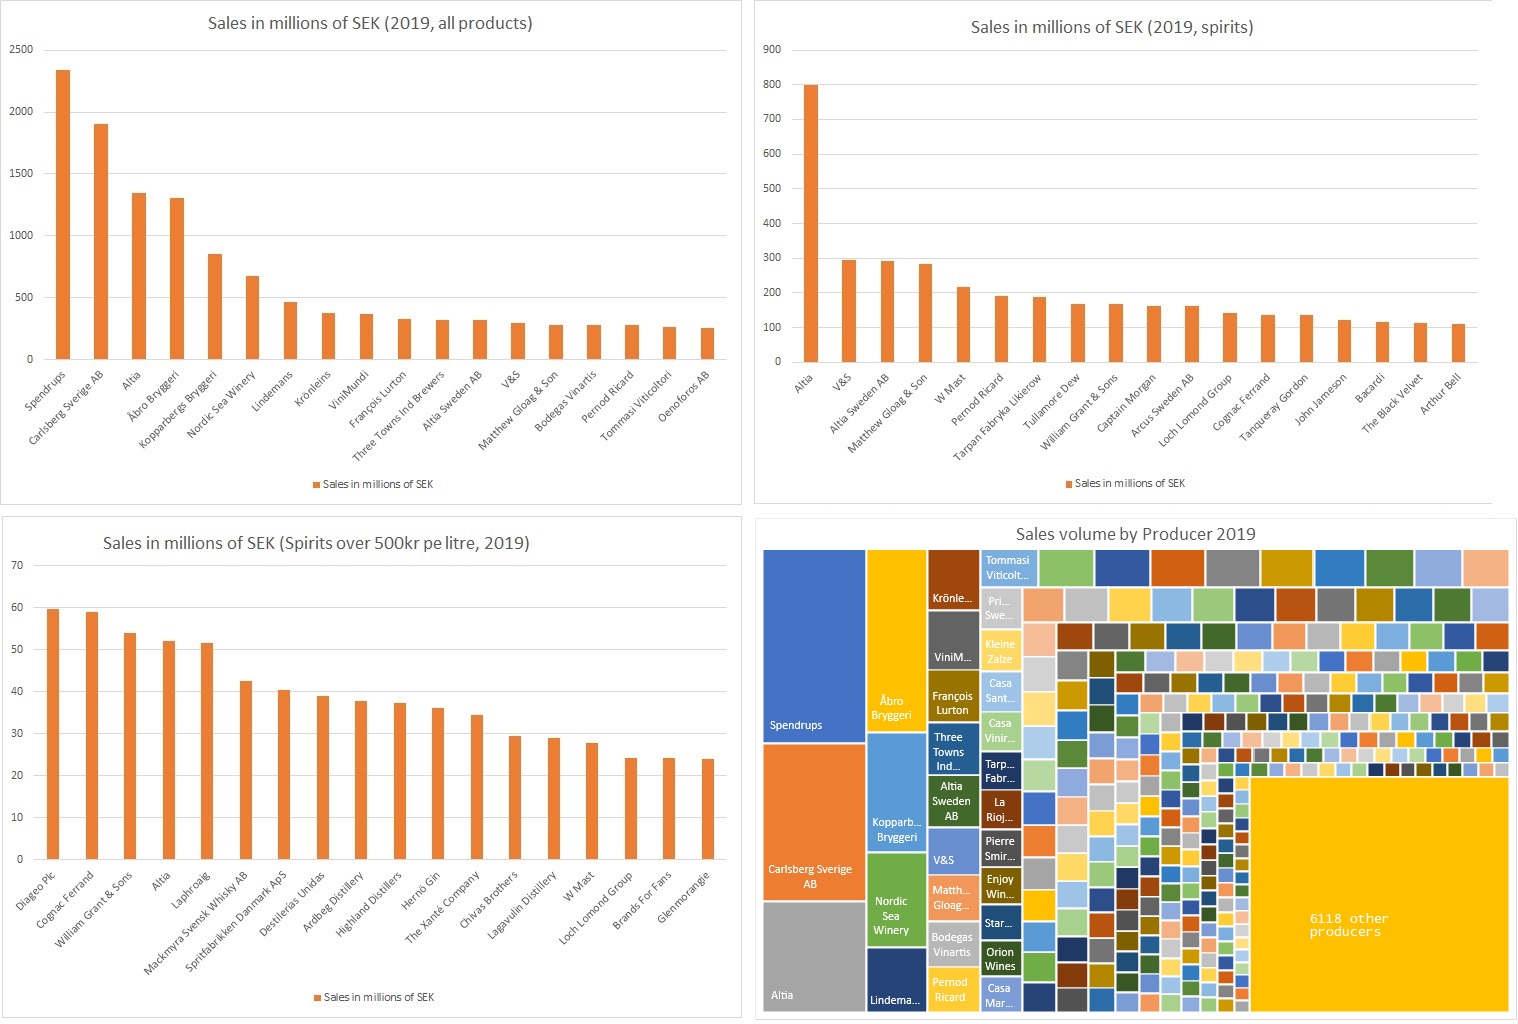 Sales in millions of SEK (2019, all products)
2500
2000
1500
1000
500
0
Spendrups
Carlsberg Sverige AB
Altia
Åbro Bryggeri
Kopparbergs Bryggeri
Nordic Sea Winery
Lindemans
Krönleins
ViniMundi
François Lurton
Three Towns Ind Brewers
Altia Sweden AB
V&S
Matthew Gloag & Son
Bodegas Vinartis
Pernod Ricard
Tommasi Viticoltori
Oenoforos AB
Sales in millions of SEK
Sales in millions of SEK (2019, spirits)
900
800
700
600
500
400
300
200
100
0
Altia
V&S
Altia Sweden AB
Matthew Gloag & Son
W Mast
Pernod Ricard
Tarpan Fabryka Likierow
Tullamore Dew
William Grant & Sons
Captain Morgan
Arcus Sweden AB
Loch Lomond Group
Cognac Ferrand
Tanqueray Gordon
John Jameson
Bacardi
The Black Velvet
Arthur Bell
Sales in millions of SEK
Sales in millions of SEK (Spirits over 500kr pe litre, 2019)
70
60
50
40
30
20
10
0
Diageo Plc
Cognac Ferrand
William Grant & Sons
Altia
Laphroaig
Mackmyra Svensk Whisky AB
Spritfabrikken Danmark ApS
Destilerías Unidas
Ardbeg Distillery
Highland Distillers
Hernö Gin
The Xanté Company
Chivas Brothers
Lagavulin Distillery
W Mast
Loch Lomond Group
Brands For Fans
Glenmorangie
Sales in millions of SEK
Sales volume by Producer 2019
Spendrups
Carlsberg Sverige
AB
Altia
Åbro
Bryggeri
Kopparb...
Bryggeri
Nordic
Sea
Winery
Lindema...
Krönle...
ViniM...
François
Lurton
Three
Towns
Ind...
Altia
Sweden
AB
V&S
Matth...
Gloag...
Bodegas
Vinartis
Pernod
Ricard
Tommasi
Viticolt...
Pri...
Swe...
Kleine
Zalze
Casa
Sant...
Casa
Vinir...
Tarp...
Fabr...
La
Rioj...
Pierre
Smir...
Enjoy
Win...
Star...
Orion
Wines
Casa
Mar...
6118 other
producers